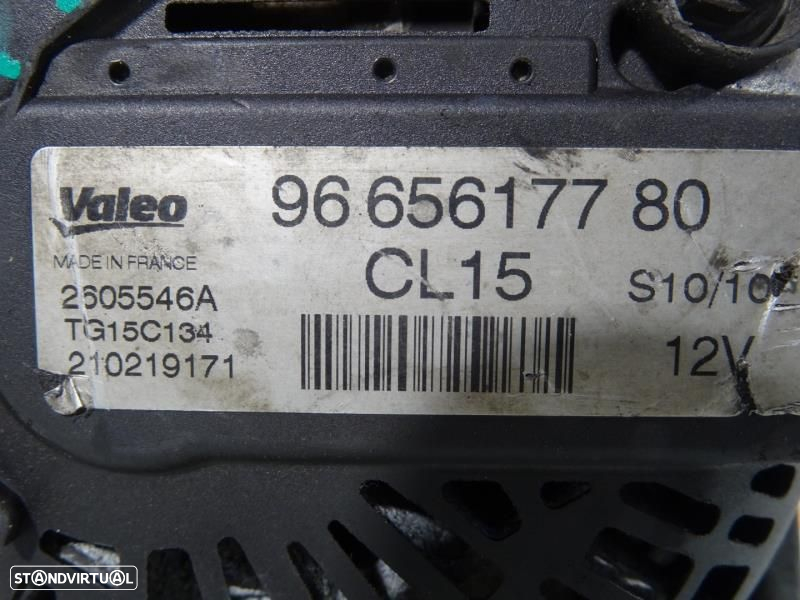 Valeo
96 656177 80
MADE IN FRANCE
CL15
2605546A
S10/10
TG15C134
12V
210219171
STANDVIRTUAL